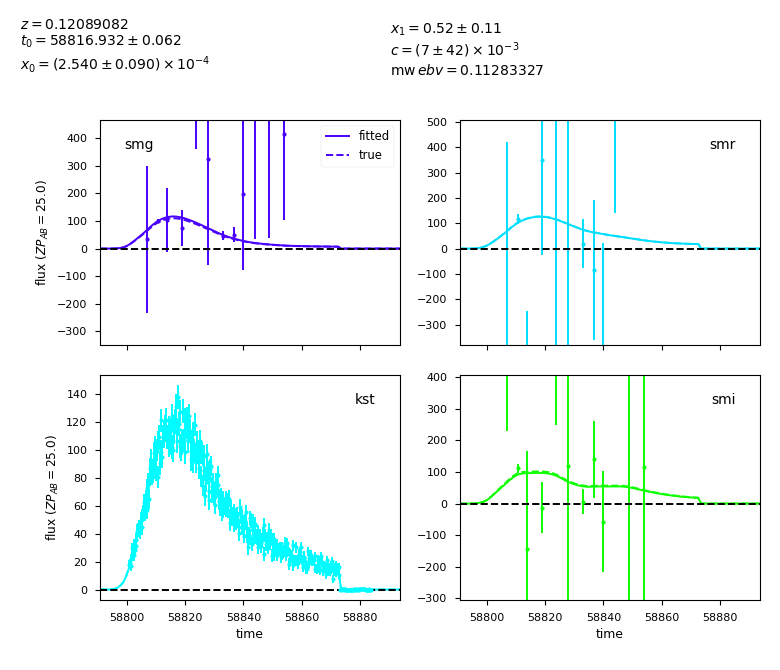 z = 0.12089082
t₀ = 58816.932 ± 0.062
x₀ = (2.540 ± 0.090) × 10⁻⁴
x₁ = 0.52 ± 0.11
c = (7 ± 42) × 10⁻³
mw ebv = 0.11283327
smg
fitted
true
400
300
200
100
0
−100
−200
−300
flux (ZP_AB = 25.0)
smr
500
400
300
200
100
0
−100
−200
−300
kst
140
120
100
80
60
40
20
0
flux (ZP_AB = 25.0)
58800 58820 58840 58860 58880
time
smi
400
300
200
100
0
−100
−200
−300
58800 58820 58840 58860 58880
time